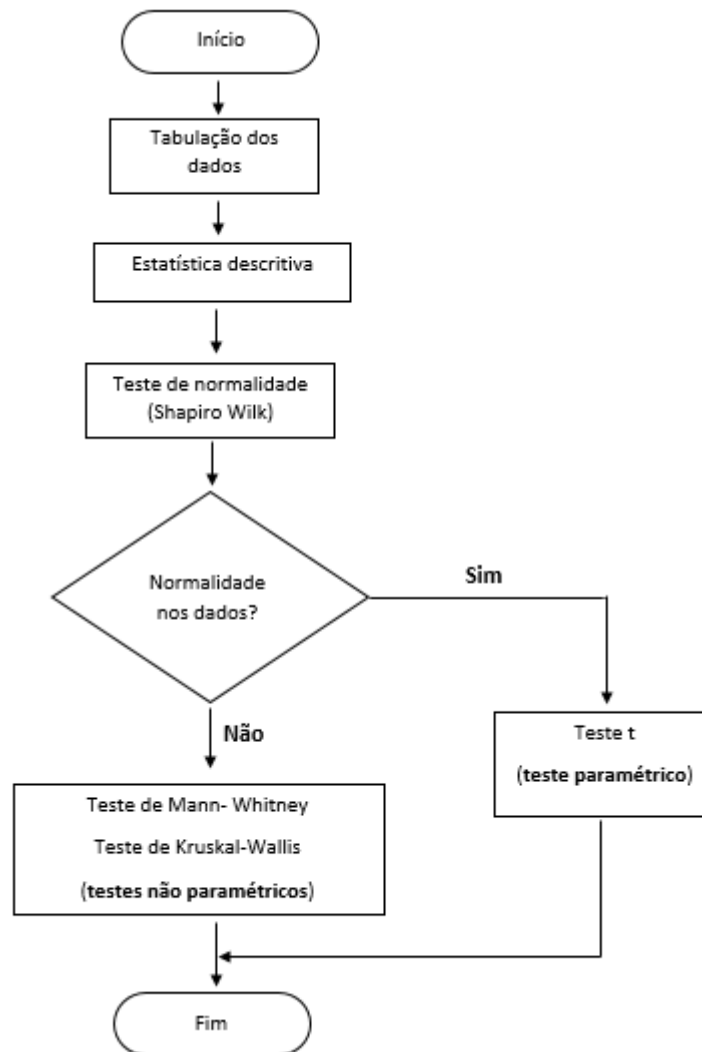 Início
Tabulação dos
dados
Estatística descritiva
Teste de normalidade
(Shapiro Wilk)
Normalidade
nos dados?
Sim
Não
Teste t
(teste paramétrico)
Teste de Mann- Whitney
Teste de Kruskal-Wallis
(testes não paramétricos)
Fim